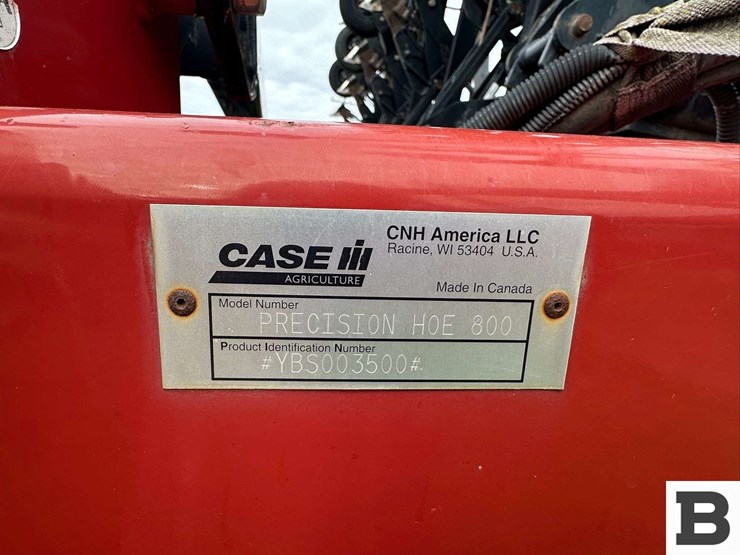 CASE IH
AGRICULTURE
CNH America LLC
Racine, WI 53404 U.S.A.
Made In Canada
Model Number
PRECISION HOE 800
Product Identification Number
#YBS003500#
B